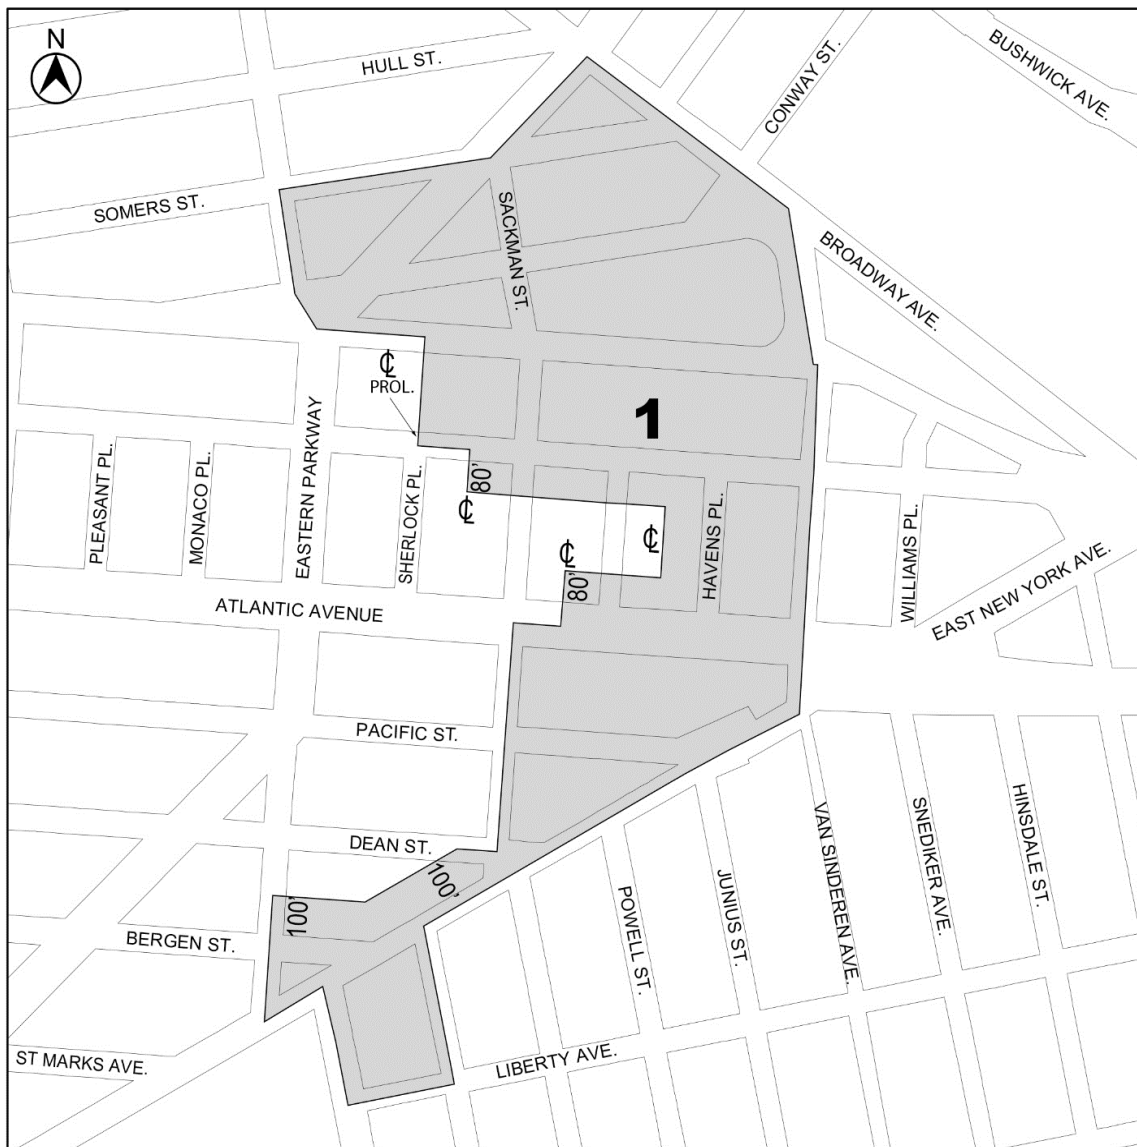 N
HULL ST.
CONWAY ST.
BUSHWICK AVE.
SOMERS ST.
SACKMAN ST.
BROADWAY AVE.
℄
PROL.
1
EASTERN PARKWAY
PLEASANT PL.
MONACO PL.
SHERLOCK PL.
80'
℄
℄
℄
HAVENS PL.
WILLIAMS PL.
80'
EAST NEW YORK AVE.
ATLANTIC AVENUE
PACIFIC ST.
DEAN ST.
100'
100'
BERGEN ST.
POWELL ST.
JUNIUS ST.
VAN SINDEREN AVE.
SNEDIKER AVE.
HINSDALE ST.
ST MARKS AVE.
LIBERTY AVE.